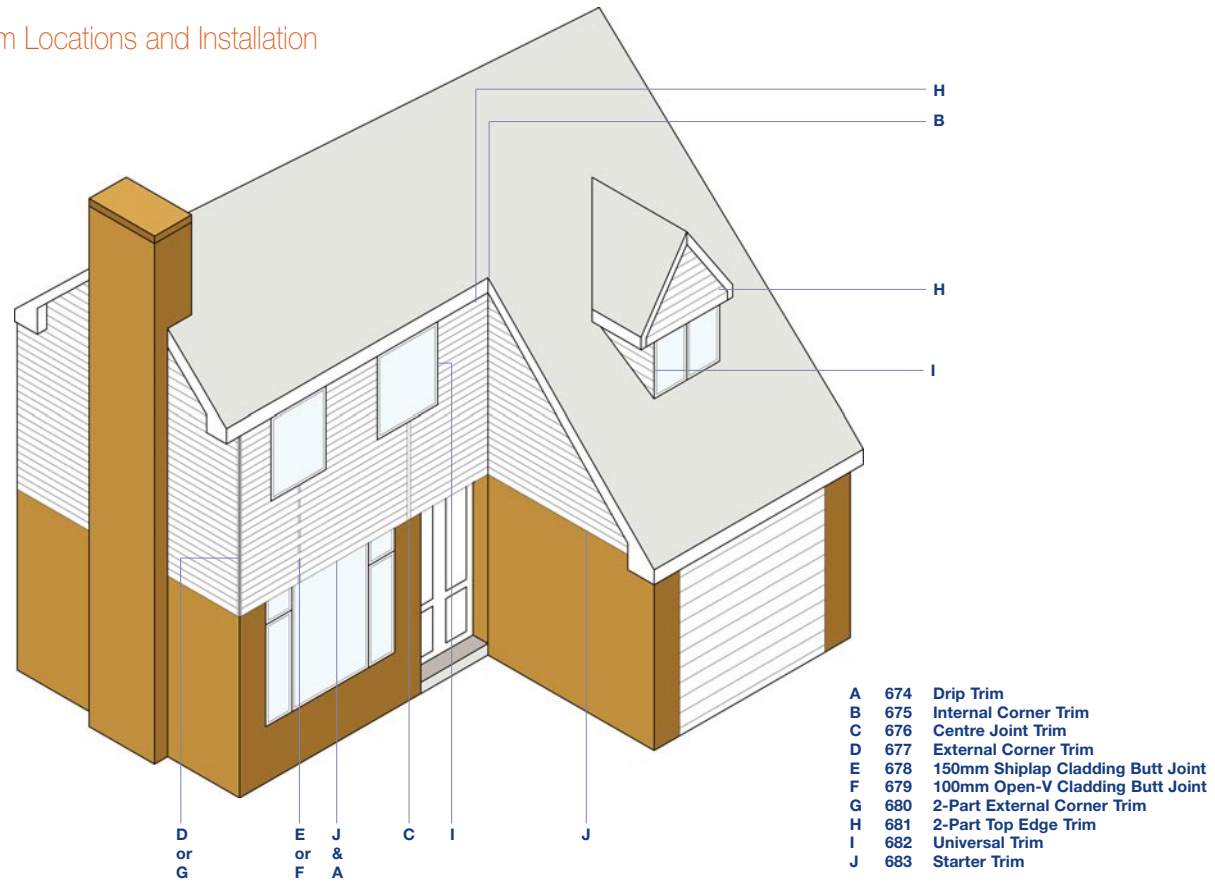 m Locations and Installation
H
B
H
I
D
or
G
E
or
F
J
&
A
C
I
J
A 674 Drip Trim
B 675 Internal Corner Trim
C 676 Centre Joint Trim
D 677 External Corner Trim
E 678 150mm Shiplap Cladding Butt Joint
F 679 100mm Open-V Cladding Butt Joint
G 680 2-Part External Corner Trim
H 681 2-Part Top Edge Trim
I 682 Universal Trim
J 683 Starter Trim